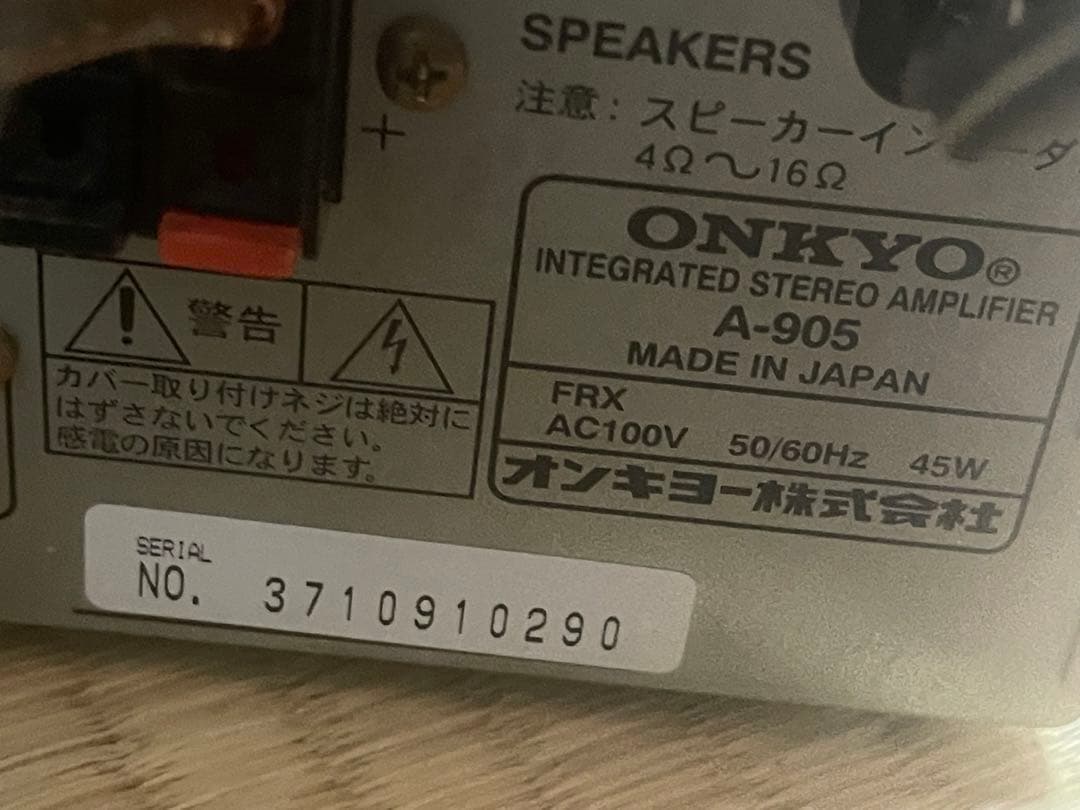 SPEAKERS
+
注意: スピーカーイン
4Ω〜16Ω
ONKYO®
INTEGRATED STEREO AMPLIFIER
A-905
MADE IN JAPAN
FRX
AC100V 50/60Hz 45W
オンキヨー株式会社
警告
カバー取り付けネジは絶対に
はずさないでください。
感電の原因になります。
SERIAL
NO. 3710910290